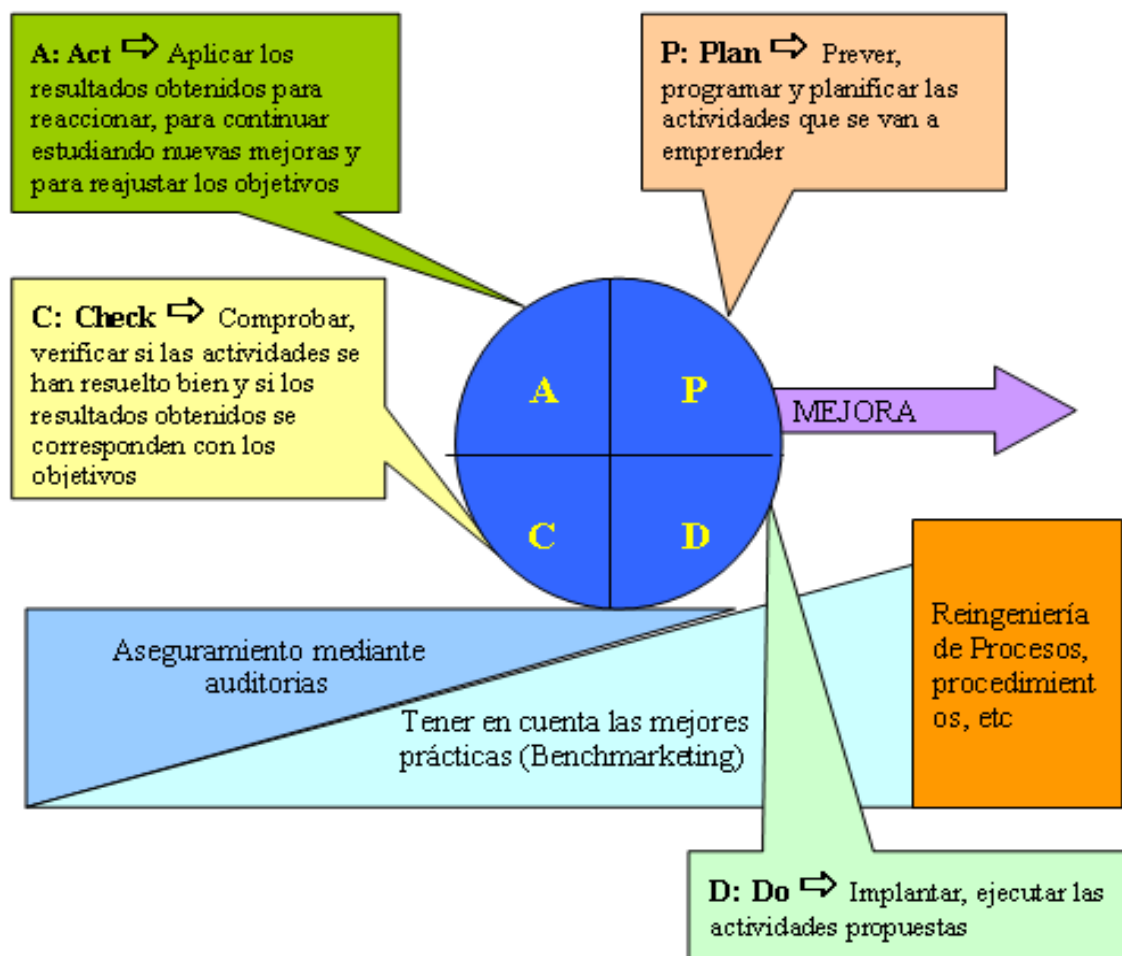 A: Act ⇨ Aplicar los
resultados obtenidos para
reaccionar, para continuar
estudiando nuevas mejoras y
para reajustar los objetivos
P: Plan ⇨ Prever,
programar y planificar las
actividades que se van a
emprender
C: Check ⇨ Comprobar,
verificar si las actividades se
han resuelto bien y si los
resultados obtenidos se
corresponden con los
objetivos
A
P
MEJORA
C
D
Aseguramiento mediante
auditorias
Tener en cuenta las mejores
prácticas (Benchmarketing)
Reingeniería
de Procesos,
procedimient
os, etc
D: Do ⇨ Implantar, ejecutar las
actividades propuestas